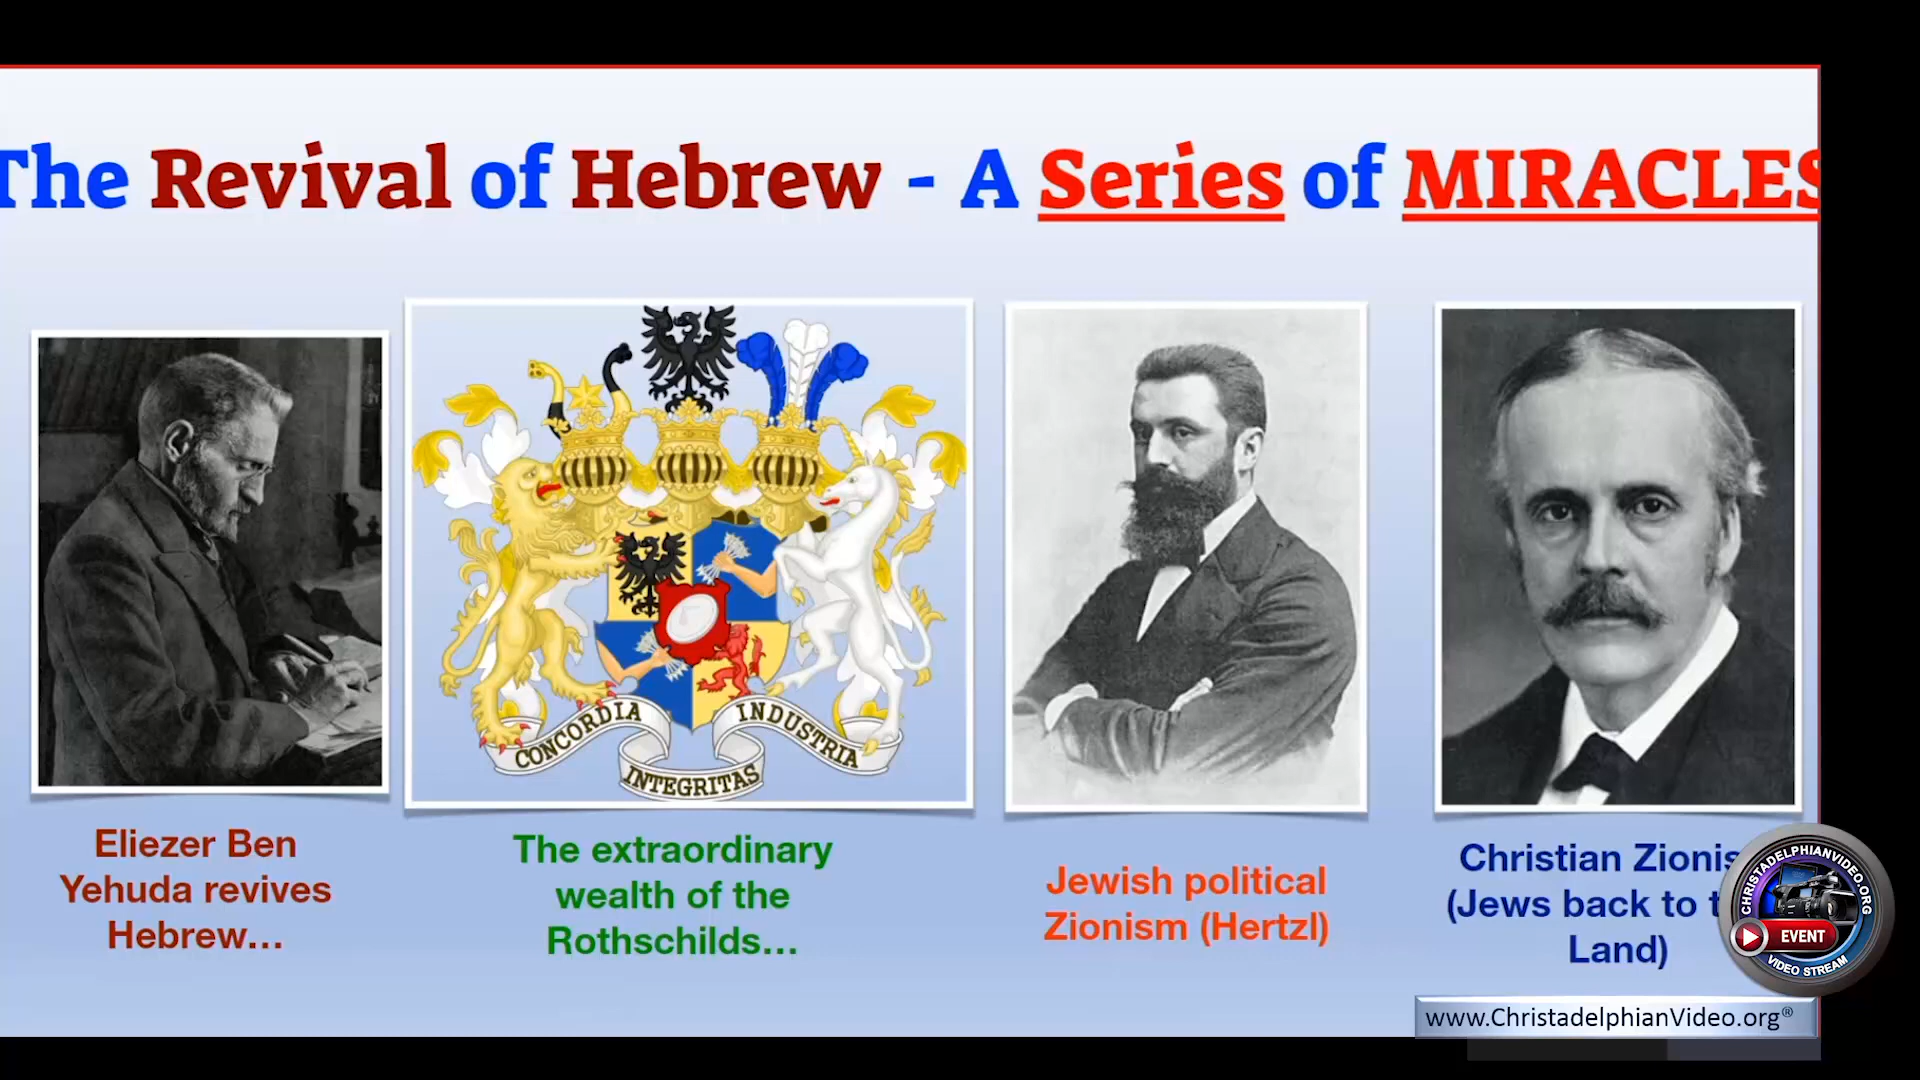 The Revival of Hebrew - A Series of MIRACLES
CONCORDIA
INTEGRITAS
INDUSTRIA
Eliezer Ben
Yehuda revives
Hebrew...
The extraordinary
wealth of the
Rothschilds...
Jewish political
Zionism (Hertzl)
Christian Zionis
(Jews back to t
Land)
CHRISTADELPHIANVIDEO.ORG
EVENT
VIDEO STREAM
www.ChristadelphianVideo.org®